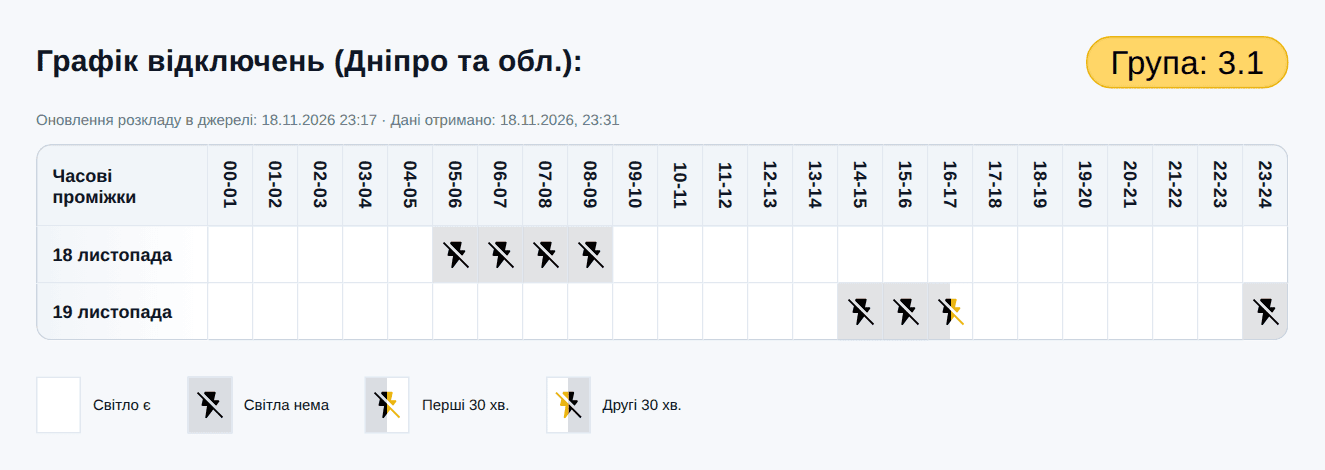 Графік відключень (Дніпро та обл.):
Група: 3.1
Оновлення розкладу в джерелі: 18.11.2026 23:17 · Дані отримано: 18.11.2026, 23:31
Часові
проміжки
00-01
01-02
02-03
03-04
04-05
05-06
06-07
07-08
08-09
09-10
10-11
11-12
12-13
13-14
14-15
15-16
16-17
17-18
18-19
19-20
20-21
21-22
22-23
23-24
18 листопада
19 листопада
Світло є
Світла нема
Перші 30 хв.
Другі 30 хв.